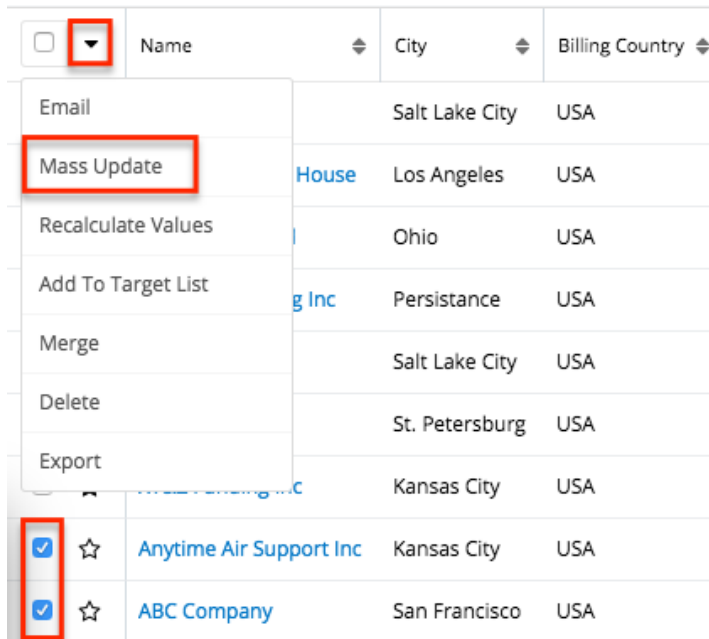 Name City Billing Country
Email
Salt Lake City USA
Mass Update
House Los Angeles USA
Recalculate Values
Ohio USA
Add To Target List
g Inc Persistance USA
Merge
Salt Lake City USA
Delete
St. Petersburg USA
Export
Funding Inc Kansas City USA
Anytime Air Support Inc Kansas City USA
ABC Company San Francisco USA